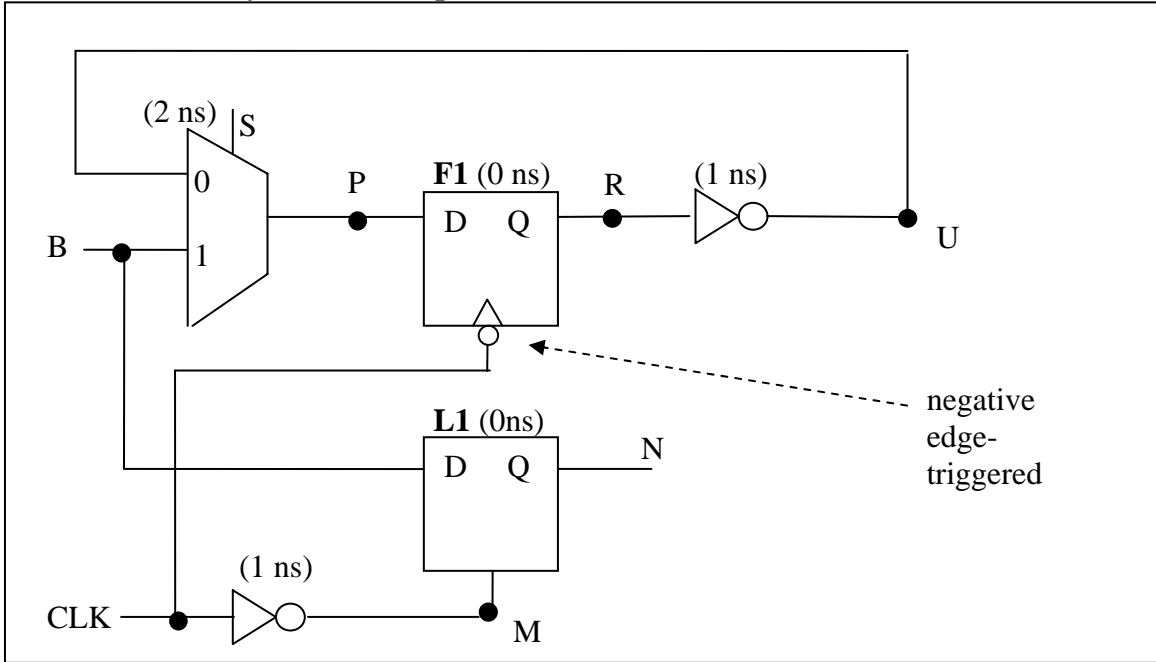 (2 ns)
S
0
P
F1 (0 ns)
D Q
R
(1 ns)
U
B
1
L1 (0ns)
D Q
N
negative
edge-
triggered
(1 ns)
CLK
M